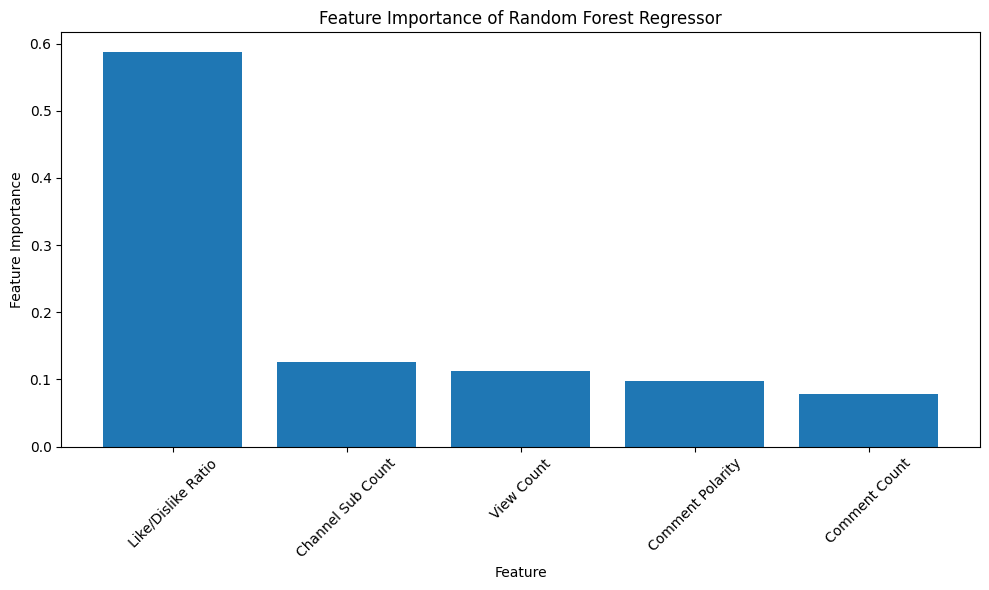 Feature Importance of Random Forest Regressor
Feature Importance
0.6
0.5
0.4
0.3
0.2
0.1
0.0
Like/Dislike Ratio
Channel Sub Count
View Count
Comment Polarity
Comment Count
Feature